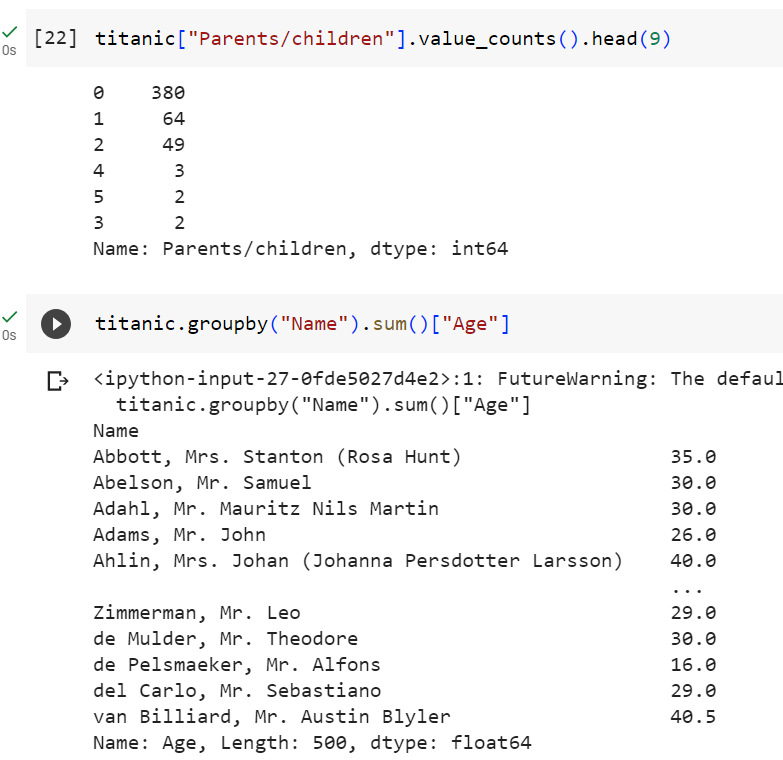 [22] titanic["Parents/children"].value_counts().head(9)
0s
0 380
1 64
2 49
4 3
5 2
3 2
Name: Parents/children, dtype: int64
titanic.groupby("Name").sum()["Age"]
0s
<ipython-input-27-0fde5027d4e2>:1: FutureWarning: The defaul
titanic.groupby("Name").sum()["Age"]
Name
Abbott, Mrs. Stanton (Rosa Hunt) 35.0
Abelson, Mr. Samuel 30.0
Adahl, Mr. Mauritz Nils Martin 30.0
Adams, Mr. John 26.0
Ahlin, Mrs. Johan (Johanna Persdotter Larsson) 40.0
...
Zimmerman, Mr. Leo 29.0
de Mulder, Mr. Theodore 30.0
de Pelsmaeker, Mr. Alfons 16.0
del Carlo, Mr. Sebastiano 29.0
van Billiard, Mr. Austin Blyler 40.5
Name: Age, Length: 500, dtype: float64